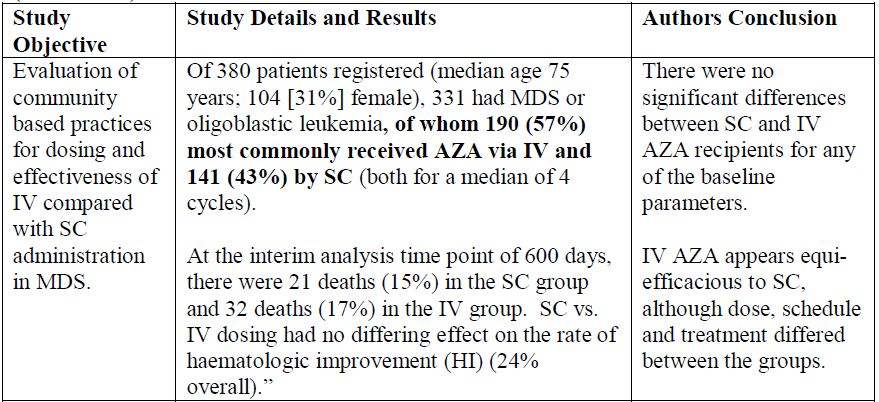 Study Objective
Study Details and Results
Authors Conclusion
Evaluation of
community
based practices
for dosing and
effectiveness of
IV compared
with SC
administration
in MDS.
Of 380 patients registered (median age 75
years; 104 [31%] female), 331 had MDS or
oligoblastic leukemia, of whom 190 (57%)
most commonly received AZA via IV and
141 (43%) by SC (both for a median of 4
cycles).
At the interim analysis time point of 600 days,
there were 21 deaths (15%) in the SC group
and 32 deaths (17%) in the IV group. SC vs.
IV dosing had no differing effect on the rate of
haematologic improvement (HI) (24%
overall).”
There were no
significant differences
between SC and IV
AZA recipients for any
of the baseline
parameters.
IV AZA appears equi-
efficacious to SC,
although dose, schedule
and treatment differed
between the groups.